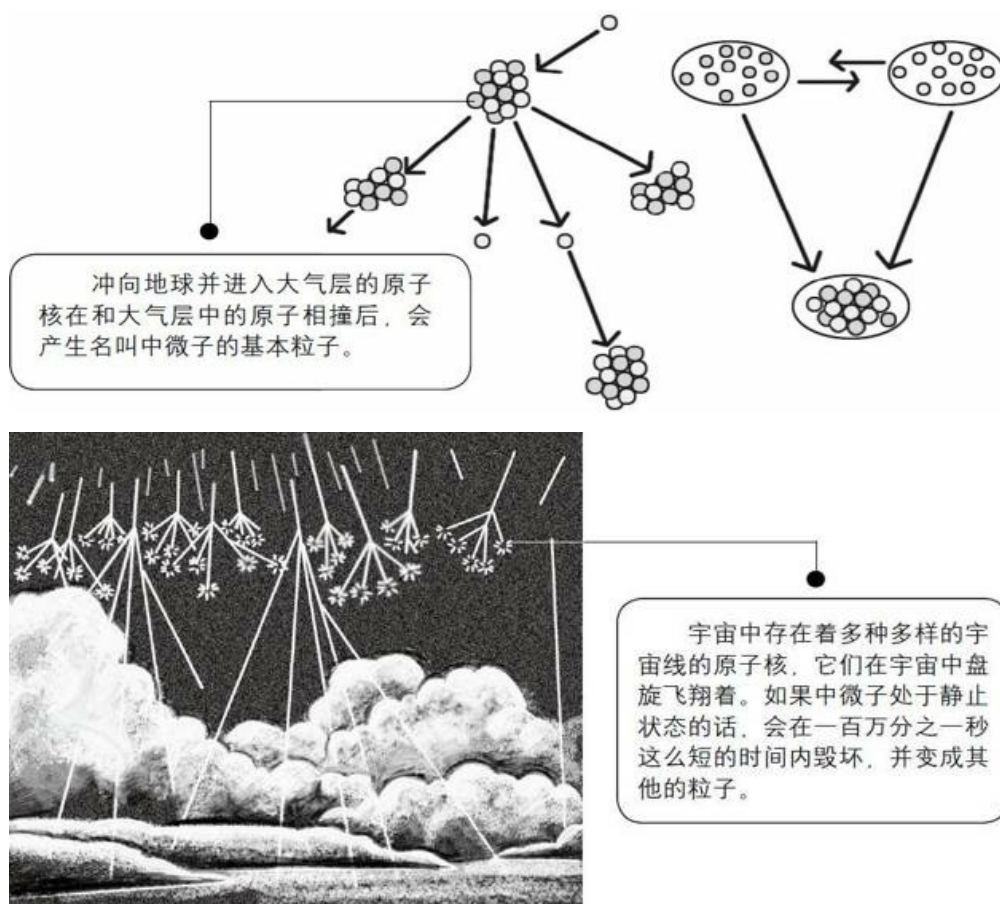 冲向地球并进入大气层的原子
核在和大气层中的原子相撞后，会
产生名叫中微子的基本粒子。
宇宙中存在着多种多样的宇
宙线的原子核，它们在宇宙中盘
旋飞翔着。如果中微子处于静止
状态的话，会在一百万分之一秒
这么短的时间内毁坏，并变成其
他的粒子。